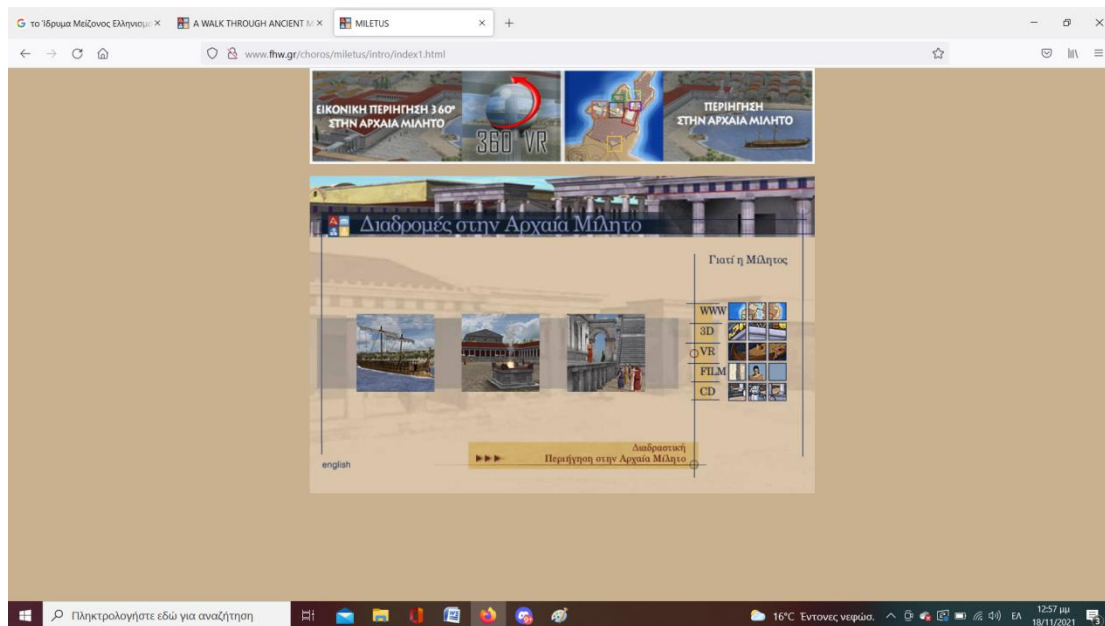 το Ίδρυμα Μείζονος Ελληνισμο
A WALK THROUGH ANCIENT M
MILETUS
www.fhw.gr/choros/miletus/intro/index1.html
ΕΙΚΟΝΙΚΗ ΠΕΡΙΗΓΗΣΗ 360°
ΣΤΗΝ ΑΡΧΑΙΑ ΜΙΛΗΤΟ
360° VR
ΠΕΡΙΗΓΗΣΗ
ΣΤΗΝ ΑΡΧΑΙΑ ΜΙΛΗΤΟ
Διαδρομές στην Αρχαία Μίλητο
Γιατί η Μίλητος
WWW
3D
VR
FILM
CD
Διαδραστική
Περιήγηση στην Αρχαία Μίλητο
english
Πληκτρολογήστε εδώ για αναζήτηση
16°C Έντονες νεφώσ.
ΕΛ
12:57 μμ
18/11/2021
3